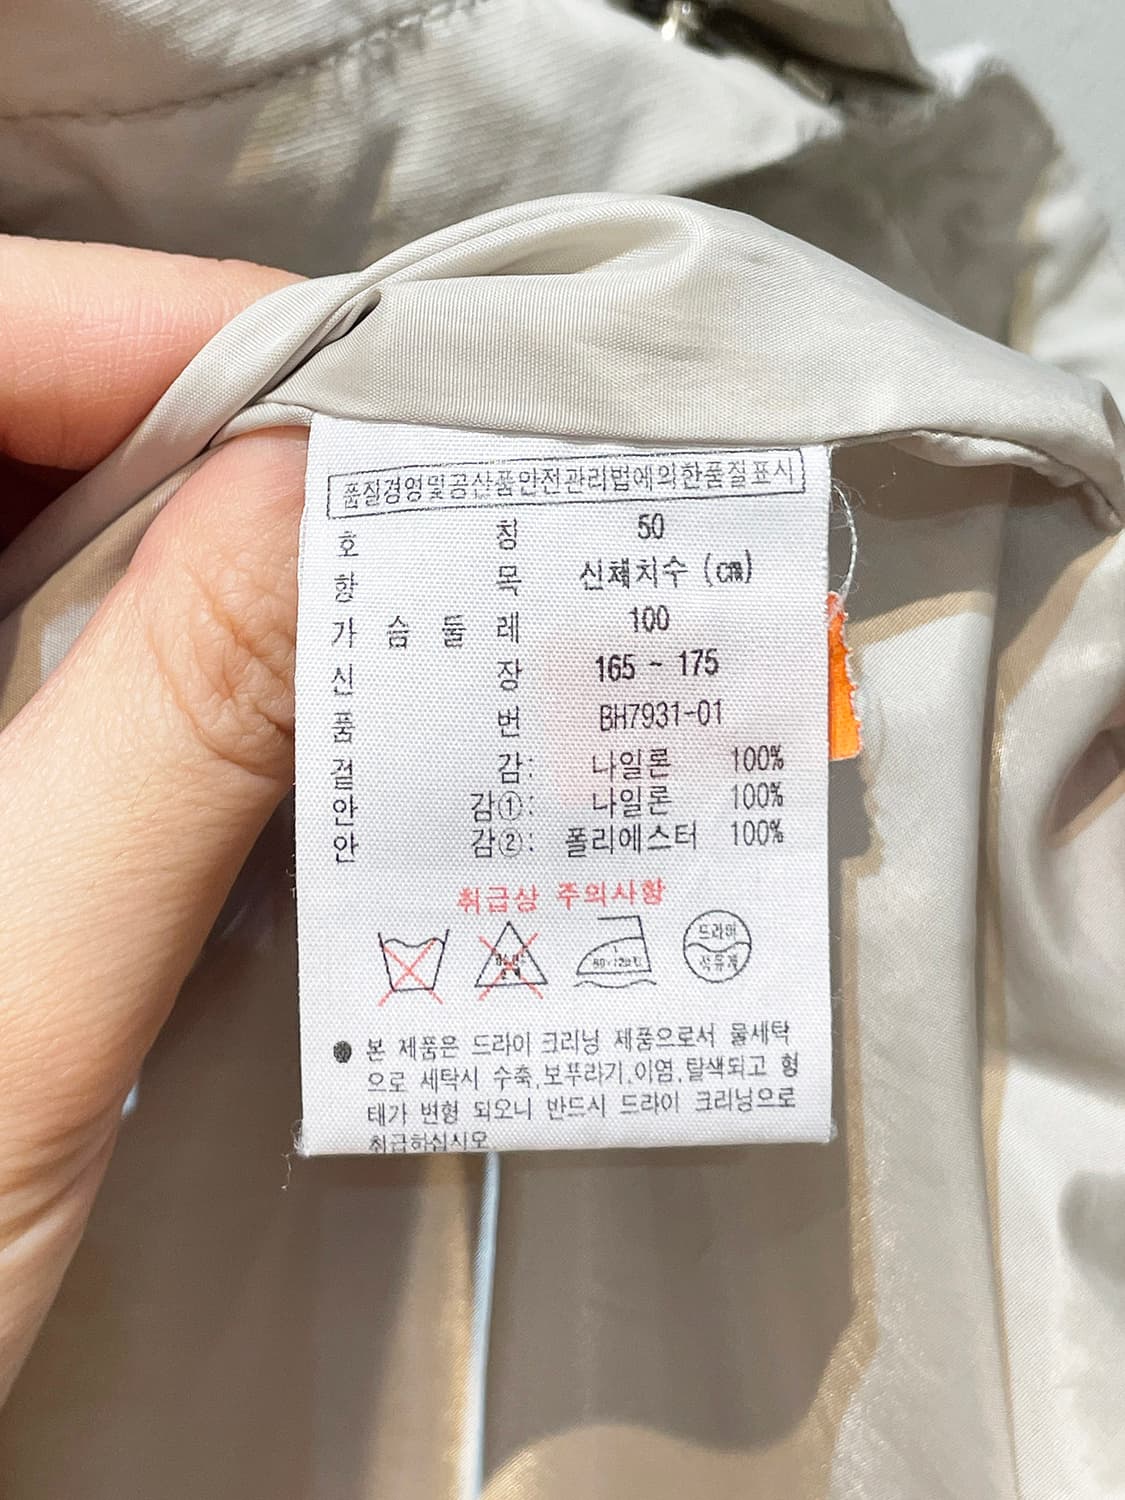 품질경영및공산품안전관리법에의한품질표시
호 칭 50
항 목 신체치수 (cm)
가 슴 둘 레 100
신 장 165 ~ 175
품 번 BH7931-01
겉 감: 나일론 100%
안 감①: 나일론 100%
안 감②: 폴리에스터 100%
취급상 주의사항
드라이
석유계
● 본 제품은 드라이 크리닝 제품으로서 물세탁
으로 세탁시 수축,보푸라기,이염,탈색되고 형
태가 변형 되오니 반드시 드라이 크리닝으로
취급하십시오